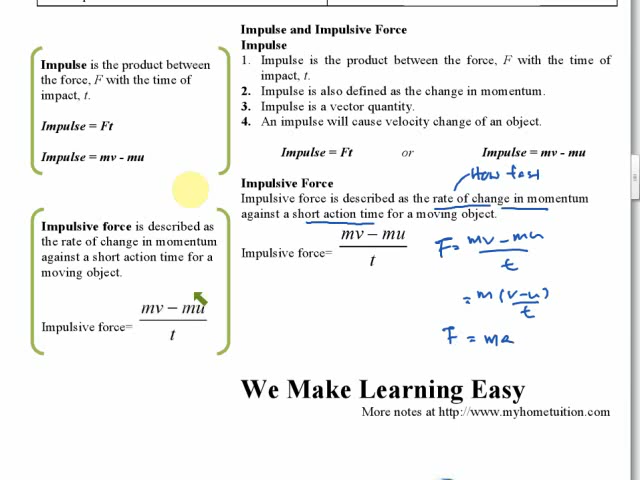 Impulse is the product between
the force, F with the time of
impact, t.
Impulse = Ft
Impulse = mv - mu
Impulsive force is described as
the rate of change in momentum
against a short action time for a
moving object.
Impulsive force= mv − mu
t
Impulse and Impulsive Force
Impulse
1. Impulse is the product between the force, F with the time of
impact, t.
2. Impulse is also defined as the change in momentum.
3. Impulse is a vector quantity.
4. An impulse will cause velocity change of an object.
Impulse = Ft or Impulse = mv - mu
How fast
Impulsive Force
Impulsive force is described as the rate of change in momentum
against a short action time for a moving object.
Impulsive force= mv − mu
t
F = mv - mu
t
= m (v-u)
t
F = ma
We Make Learning Easy
More notes at http://www.myhometuition.com